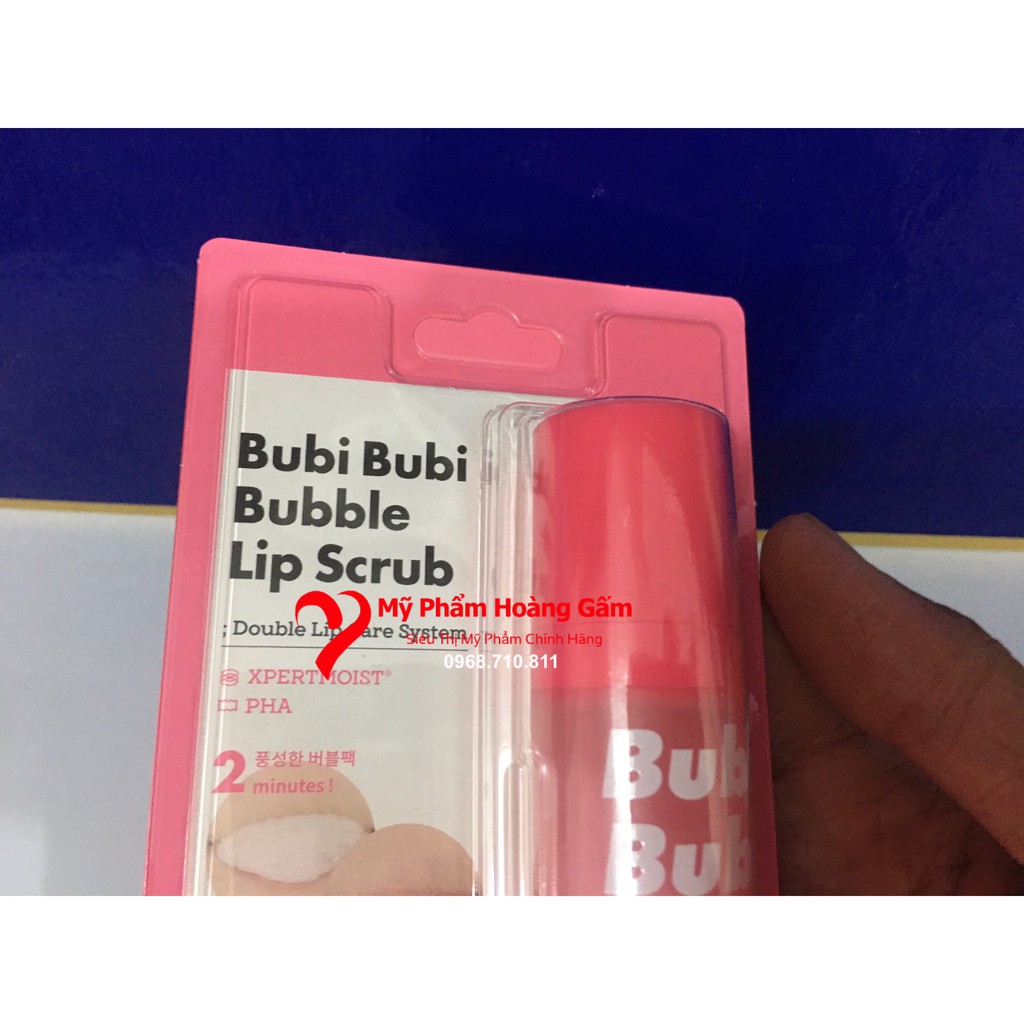 Bubi Bubi
Bubble
Lip Scrub
; Double Lip Care System
XPERTMOIST®
PHA
2 풍성한 버블팩
minutes !
Mỹ Phẩm Hoàng Gấm
Siêu Thị Mỹ Phẩm Chính Hãng
0968.710.811
Bubi
Bub